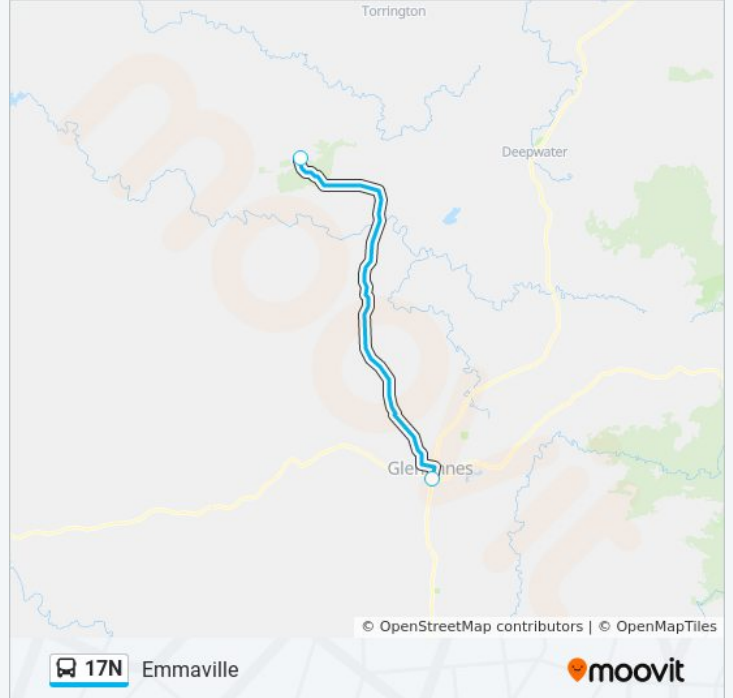 Torrington
Deepwater
Glen Innes
© OpenStreetMap contributors | © OpenMapTiles
17N Emmaville
moovit